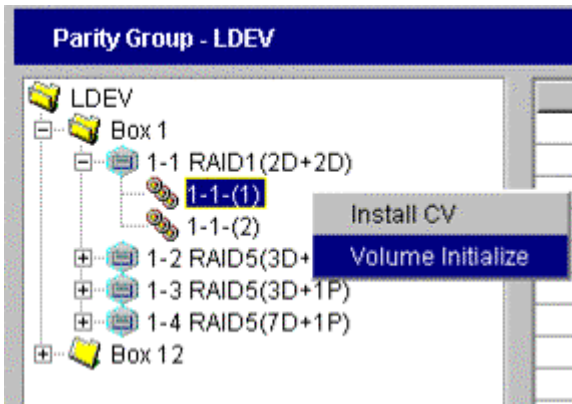 Parity Group - LDEV
LDEV
Box 1
1-1 RAID1(2D+2D)
1-1-(1)
Install CV
1-1-(2)
Volume Initialize
1-2 RAID5(3D+
1-3 RAID5(3D+1P)
1-4 RAID5(7D+1P)
Box 12